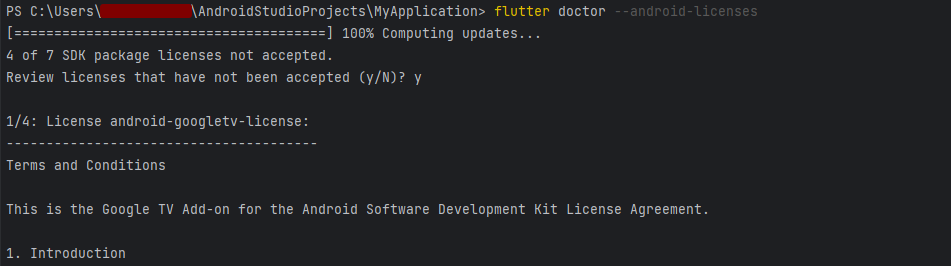 PS C:\Users\ \AndroidStudioProjects\MyApplication> flutter doctor --android-licenses
[=======================================] 100% Computing updates...
4 of 7 SDK package licenses not accepted.
Review licenses that have not been accepted (y/N)? y
1/4: License android-googletv-license:
---------------------------------------
Terms and Conditions
This is the Google TV Add-on for the Android Software Development Kit License Agreement.
1. Introduction